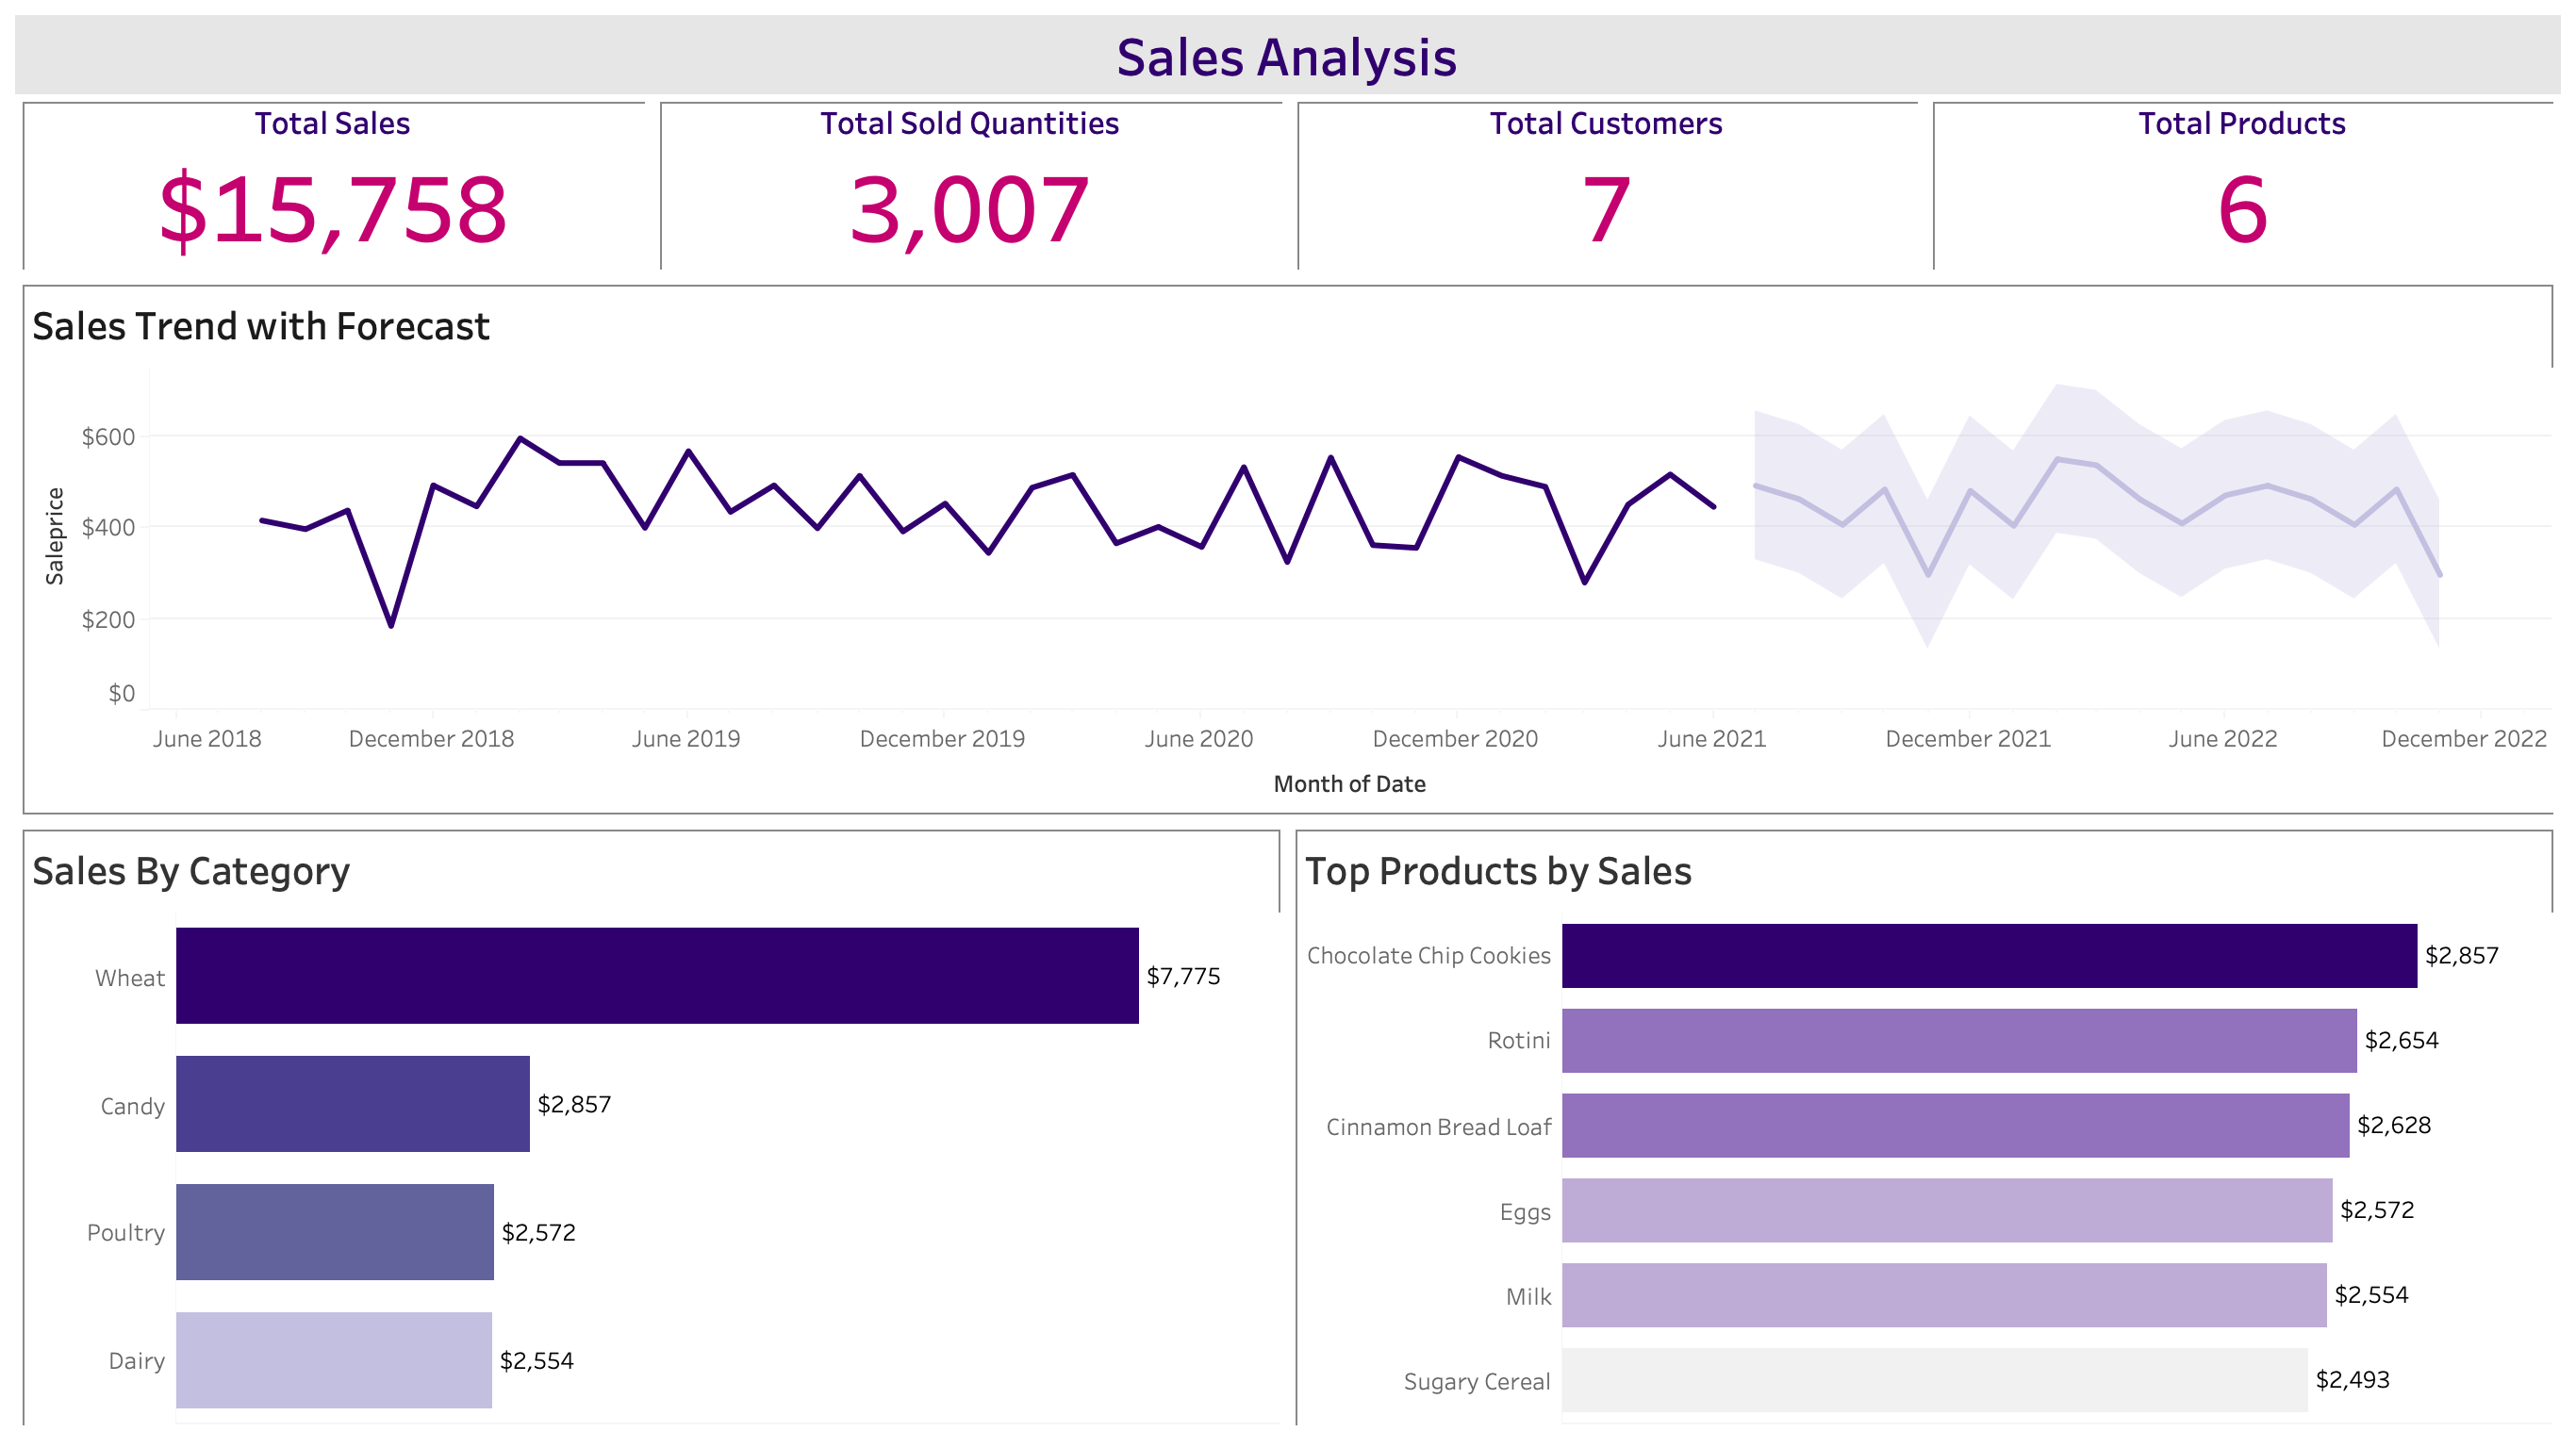 Sales Analysis
Total Sales
$15,758
Total Sold Quantities
3,007
Total Customers
7
Total Products
6
Sales Trend with Forecast
Saleprice
$600
$400
$200
$0
June 2018 December 2018 June 2019 December 2019 June 2020 December 2020 June 2021 December 2021 June 2022 December 2022
Month of Date
Sales By Category
Wheat $7,775
Candy $2,857
Poultry $2,572
Dairy $2,554
Top Products by Sales
Chocolate Chip Cookies $2,857
Rotini $2,654
Cinnamon Bread Loaf $2,628
Eggs $2,572
Milk $2,554
Sugary Cereal $2,493